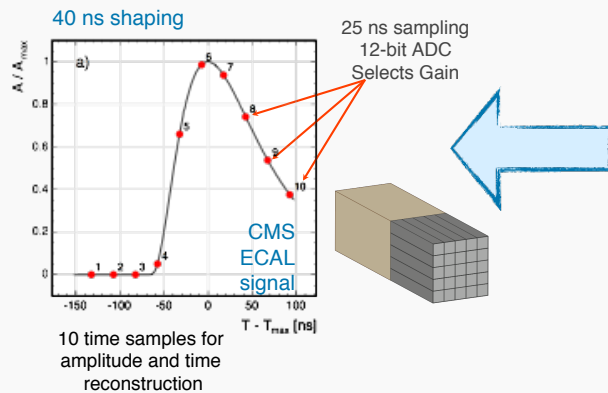 40 ns shaping
25 ns sampling
12-bit ADC
Selects Gain
A / Amax
a)
1
0.8
0.6
0.4
0.2
0
1
2
3
4
5
6
7
8
9
10
CMS
ECAL
signal
-150
-100
-50
0
50
100
T - Tmax [ns]
10 time samples for
amplitude and time
reconstruction